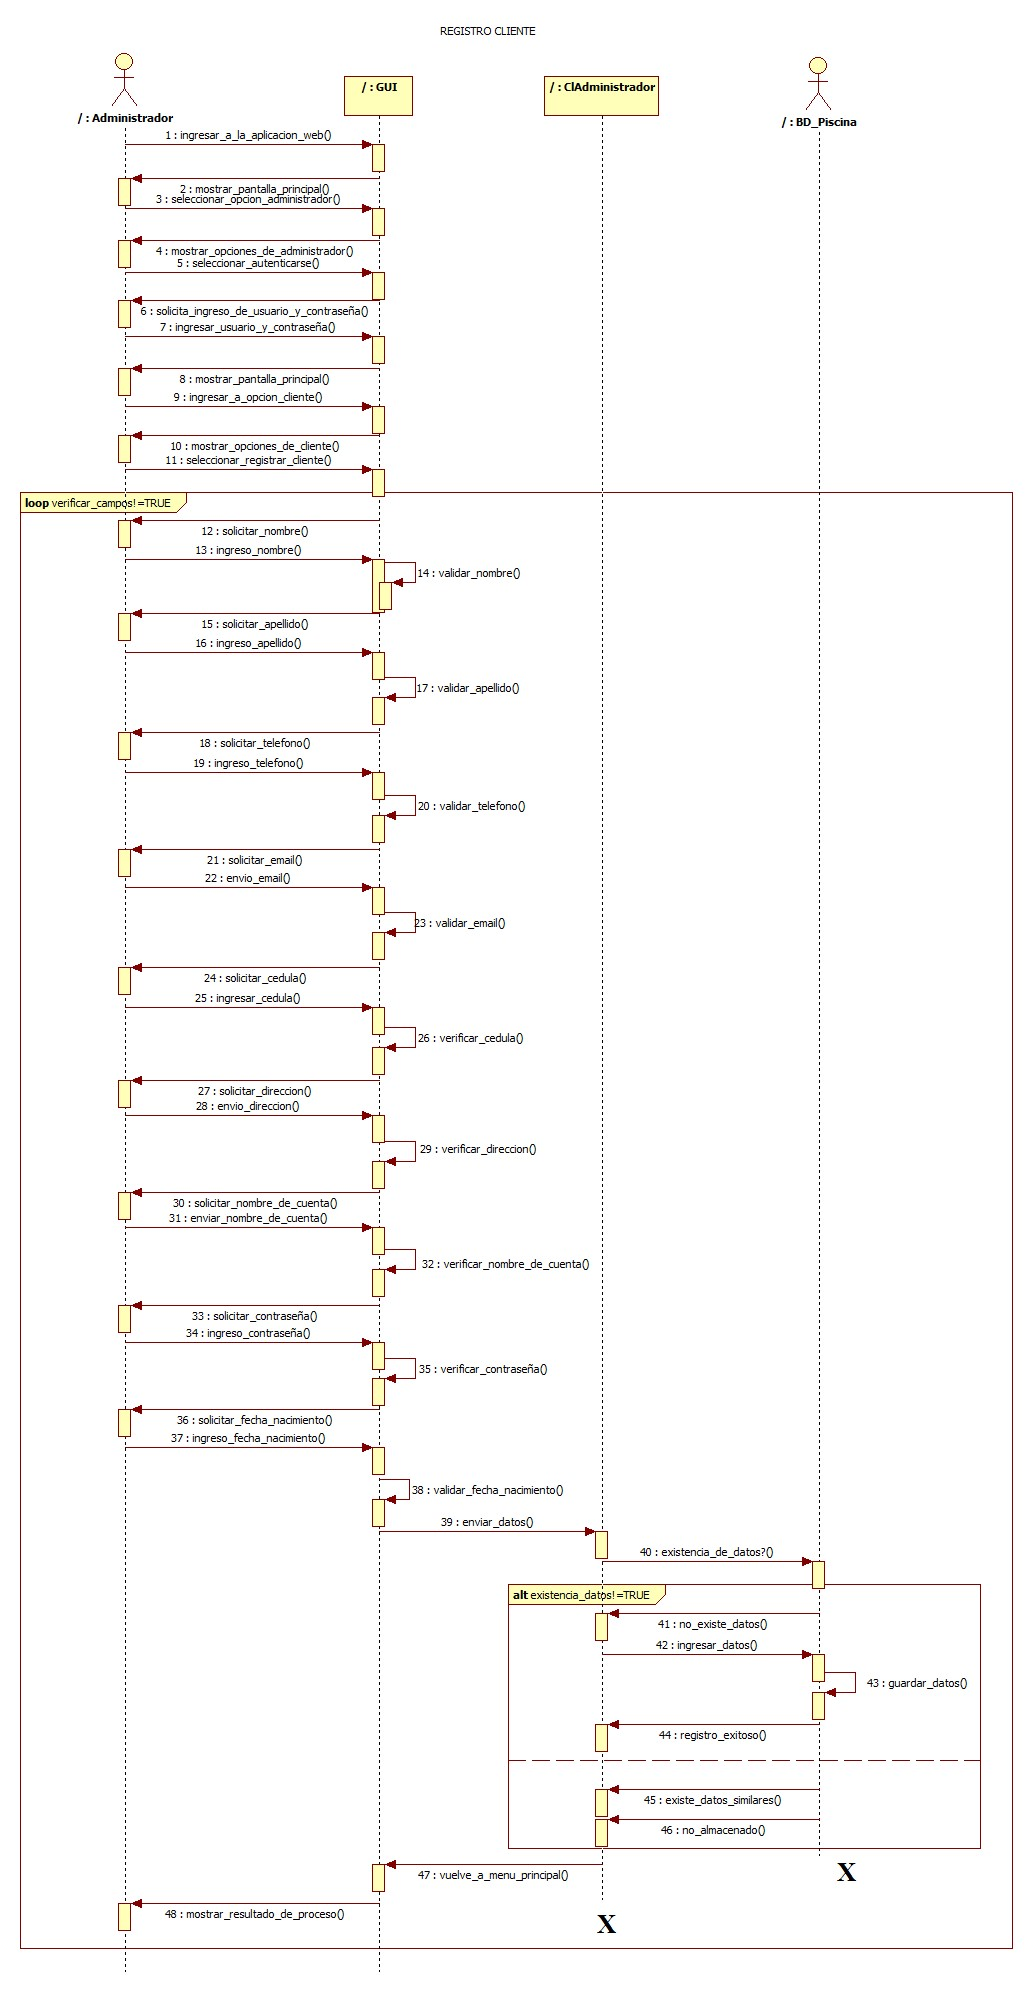 REGISTRO CLIENTE
/ : Administrador
/ : GUI
/ : ClAdministrador
/ : BD_Piscina
1 : ingresar_a_la_aplicacion_web()
2 : mostrar_pantalla_principal()
3 : seleccionar_opcion_administrador()
4 : mostrar_opciones_de_administrador()
5 : seleccionar_autenticarse()
6 : solicita_ingreso_de_usuario_y_contraseña()
7 : ingresar_usuario_y_contraseña()
8 : mostrar_pantalla_principal()
9 : ingresar_a_opcion_cliente()
10 : mostrar_opciones_de_cliente()
11 : seleccionar_registrar_cliente()
loop verificar_campos!=TRUE
12 : solicitar_nombre()
13 : ingreso_nombre()
14 : validar_nombre()
15 : solicitar_apellido()
16 : ingreso_apellido()
17 : validar_apellido()
18 : solicitar_telefono()
19 : ingreso_telefono()
20 : validar_telefono()
21 : solicitar_email()
22 : envio_email()
23 : validar_email()
24 : solicitar_cedula()
25 : ingresar_cedula()
26 : verificar_cedula()
27 : solicitar_direccion()
28 : envio_direccion()
29 : verificar_direccion()
30 : solicitar_nombre_de_cuenta()
31 : enviar_nombre_de_cuenta()
32 : verificar_nombre_de_cuenta()
33 : solicitar_contraseña()
34 : ingreso_contraseña()
35 : verificar_contraseña()
36 : solicitar_fecha_nacimiento()
37 : ingreso_fecha_nacimiento()
38 : validar_fecha_nacimiento()
39 : enviar_datos()
40 : existencia_de_datos?()
alt existencia_datos!=TRUE
41 : no_existe_datos()
42 : ingresar_datos()
43 : guardar_datos()
44 : registro_exitoso()
45 : existe_datos_similares()
46 : no_almacenado()
47 : vuelve_a_menu_principal()
X
48 : mostrar_resultado_de_proceso()
X